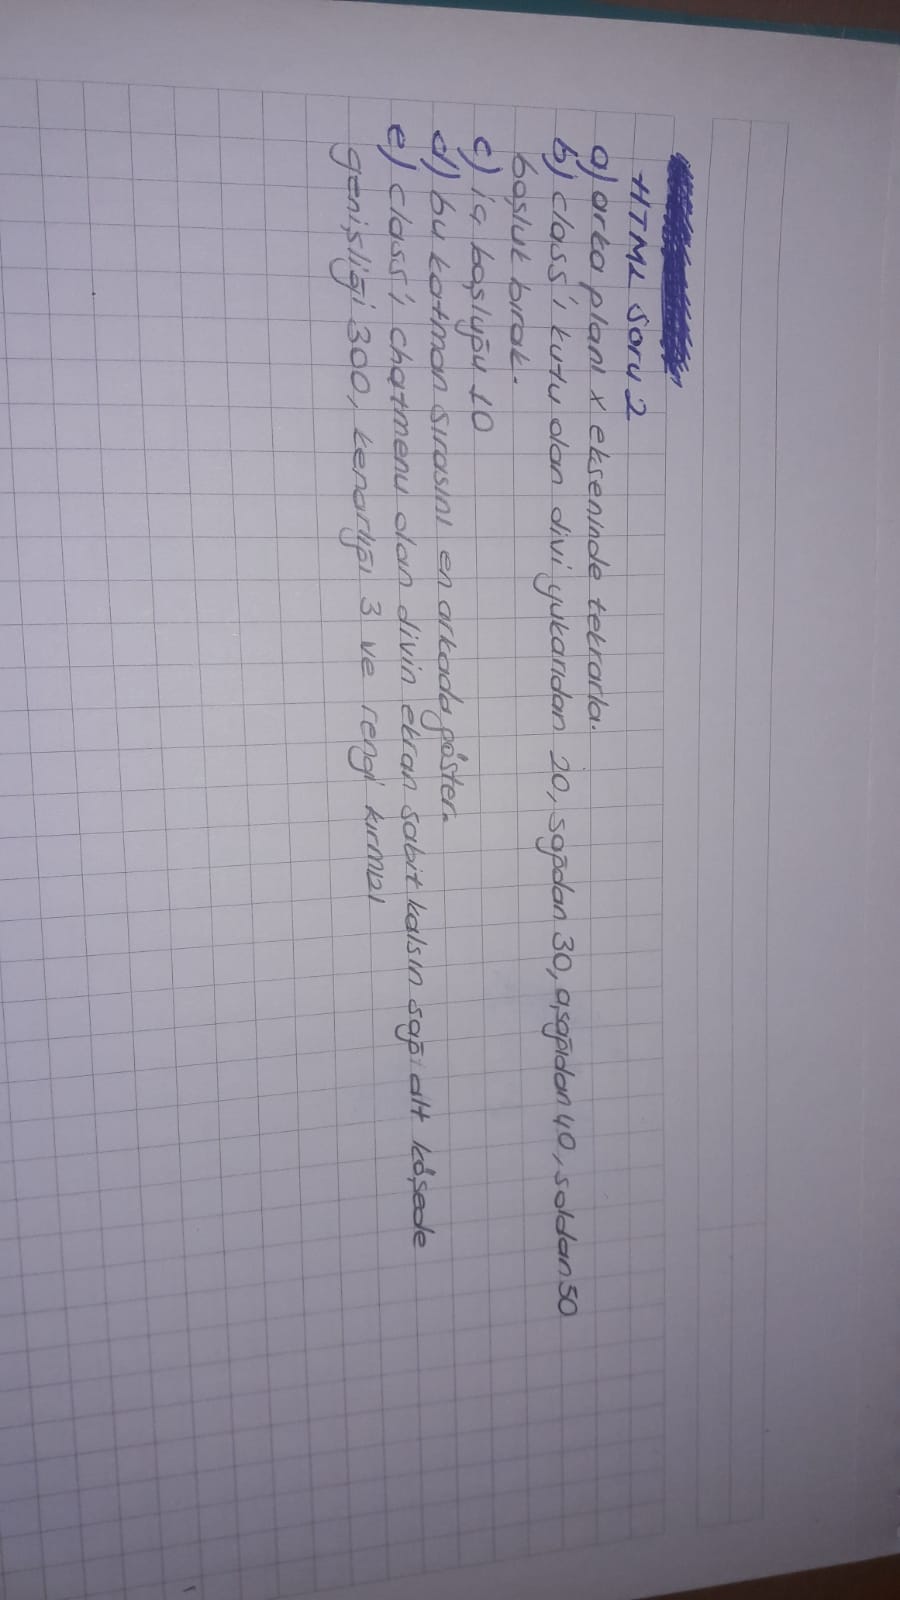 HTML Soru 2
a) arka planı x ekseninde tekrarla.
b) class'ı kutu olan divi yukarıdan 20, sağdan 30, aşağıdan 40, soldan 50
boşluk bırak.
c) iç boşluğu 10
d) bu katman sırasını en arkada göster.
e) class'ı chatmenu olan divin ekran sabit kalsın sağ alt köşede
genişliği 300, kenarlığı 3 ve rengi kırmızı